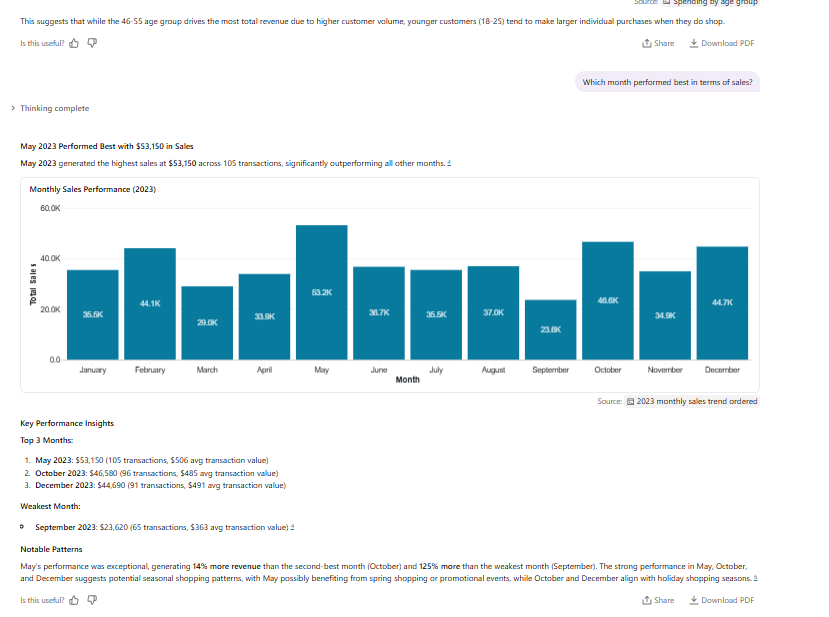 Source: Spending by age group
This suggests that while the 46-55 age group drives the most total revenue due to higher customer volume, younger customers (18-25) tend to make larger individual purchases when they do shop.
Is this useful? Share Download PDF
Which month performed best in terms of sales?
Thinking complete
May 2023 Performed Best with $53,150 in Sales
May 2023 generated the highest sales at $53,150 across 105 transactions, significantly outperforming all other months.
Monthly Sales Performance (2023)
60.0K
40.0K
20.0K
0.0
Total Sales
35.5K 44.1K 29.0K 33.9K 53.2K 36.7K 35.5K 37.0K 23.6K 46.6K 34.9K 44.7K
January February March April May June July August September October November December
Month
Source: 2023 monthly sales trend ordered
Key Performance Insights
Top 3 Months:
1. May 2023: $53,150 (105 transactions, $506 avg transaction value)
2. October 2023: $46,580 (96 transactions, $485 avg transaction value)
3. December 2023: $44,690 (91 transactions, $491 avg transaction value)
Weakest Month:
September 2023: $23,620 (65 transactions, $363 avg transaction value)
Notable Patterns
May's performance was exceptional, generating 14% more revenue than the second-best month (October) and 125% more than the weakest month (September). The strong performance in May, October,
and December suggests potential seasonal shopping patterns, with May possibly benefiting from spring shopping or promotional events, while October and December align with holiday shopping seasons.
Is this useful? Share Download PDF